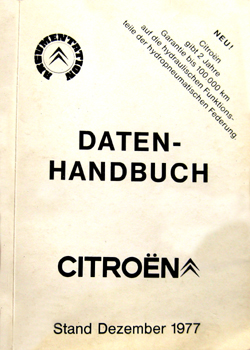 ARGUMENTATION
NEU!
Citroën
gibt 2 Jahre
Garantie bis 100 000 km
auf die hydraulischen Funktions-
teile der hydropneumatischen Federung
DATEN-
HANDBUCH
CITROËN
Stand Dezember 1977